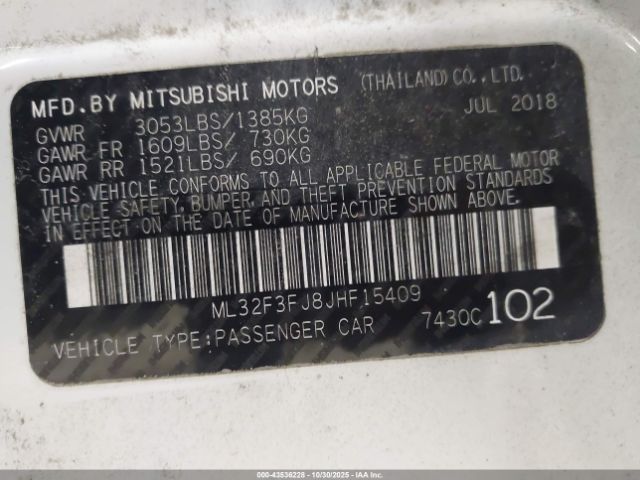 MFD.BY MITSUBISHI MOTORS (THAILAND)CO.,LTD.
GVWR 3053LBS/1385KG JUL 2018
GAWR FR 1609LBS/ 730KG
GAWR RR 1521LBS/ 690KG
THIS VEHICLE CONFORMS TO ALL APPLICABLE FEDERAL MOTOR
VEHICLE SAFETY, BUMPER, AND THEFT PREVENTION STANDARDS
IN EFFECT ON THE DATE OF MANUFACTURE SHOWN ABOVE.
ML32F3FJ8JHF15409
VEHICLE TYPE:PASSENGER CAR 7430C 102
000-43536228 - 10/30/2025 - IAA Inc.